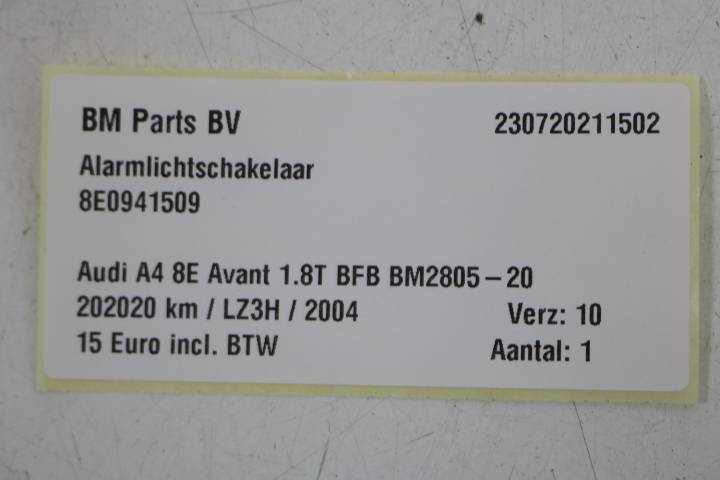 BM Parts BV 230720211502
Alarmlichtschakelaar
8E0941509
Audi A4 8E Avant 1.8T BFB BM2805-20
202020 km / LZ3H / 2004 Verz: 10
15 Euro incl. BTW Aantal: 1